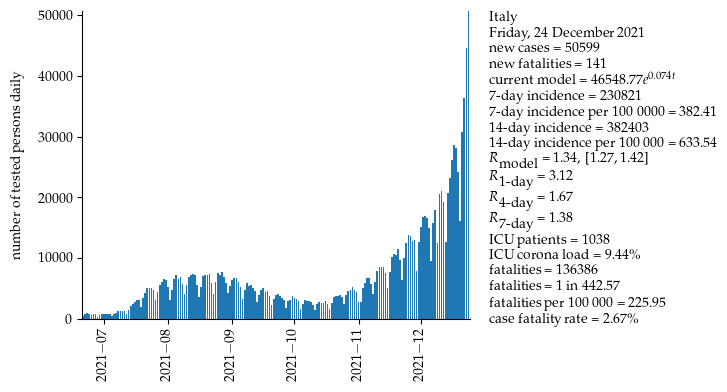 50000
40000
30000
20000
10000
0
number of tested persons daily
2021−07
2021−08
2021−09
2021−10
2021−11
2021−12
Italy
Friday, 24 December 2021
new cases = 50599
new fatalities = 141
current model = 46548.77e^0.074t
7-day incidence = 230821
7-day incidence per 100 0000 = 382.41
14-day incidence = 382403
14-day incidence per 100 000 = 633.54
R_model = 1.34, [1.27, 1.42]
R_1-day = 3.12
R_4-day = 1.67
R_7-day = 1.38
ICU patients = 1038
ICU corona load = 9.44%
fatalities = 136386
fatalities = 1 in 442.57
fatalities per 100 000 = 225.95
case fatality rate = 2.67%